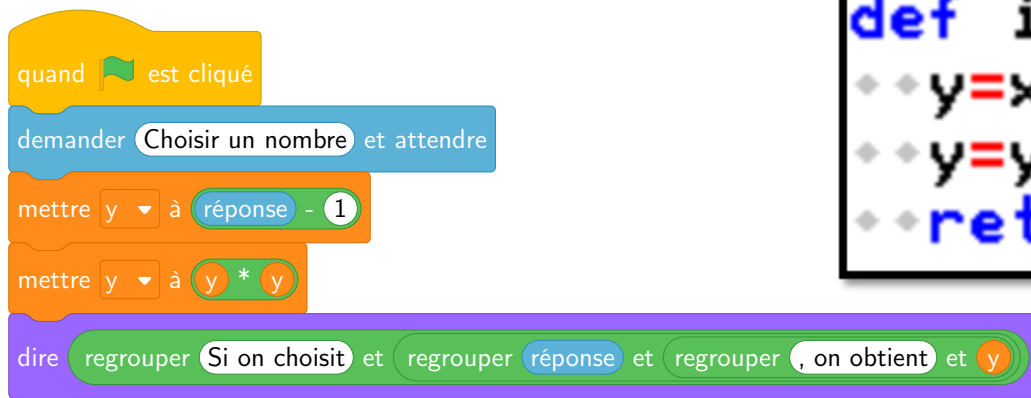 quand est cliqué
demander Choisir un nombre et attendre
mettre y à réponse - 1
mettre y à y * y
dire regrouper Si on choisit et regrouper réponse et regrouper , on obtient et y
def
y=x
y=y